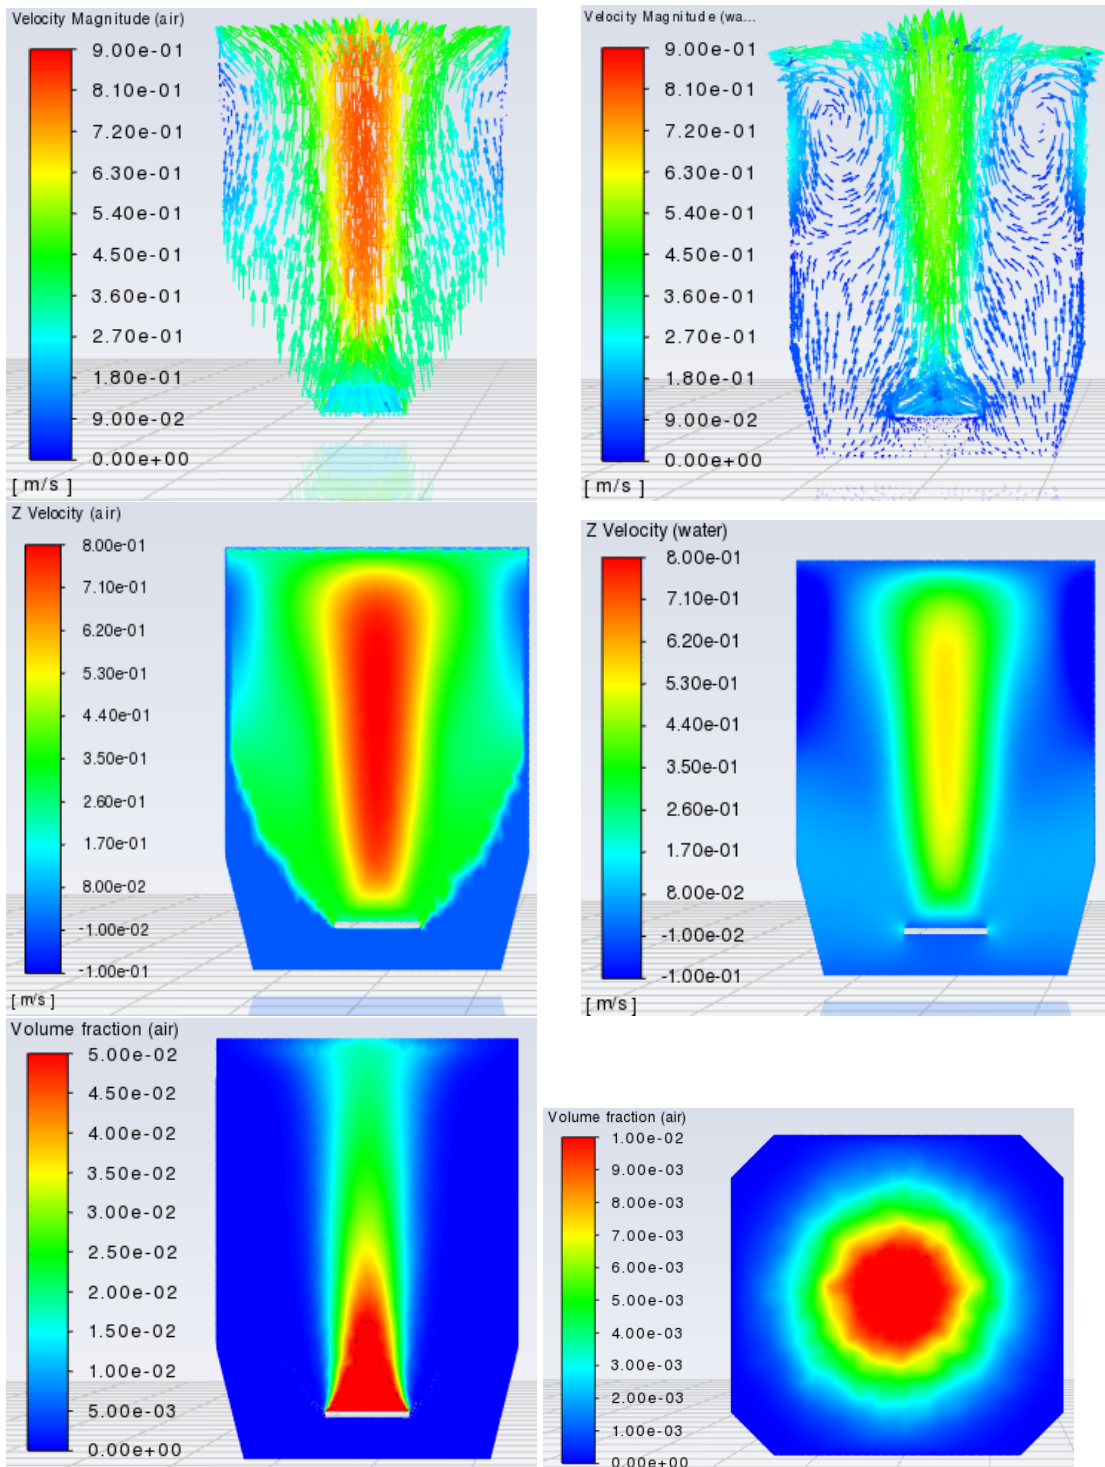 Velocity Magnitude (air)
9.00e-01
8.10e-01
7.20e-01
6.30e-01
5.40e-01
4.50e-01
3.60e-01
2.70e-01
1.80e-01
9.00e-02
0.00e+00
[ m/s ]
Velocity Magnitude (wa...
9.00e-01
8.10e-01
7.20e-01
6.30e-01
5.40e-01
4.50e-01
3.60e-01
2.70e-01
1.80e-01
9.00e-02
0.00e+00
[ m/s ]
Z Velocity (air)
8.00e-01
7.10e-01
6.20e-01
5.30e-01
4.40e-01
3.50e-01
2.60e-01
1.70e-01
8.00e-02
-1.00e-02
-1.00e-01
[ m/s ]
Z Velocity (water)
8.00e-01
7.10e-01
6.20e-01
5.30e-01
4.40e-01
3.50e-01
2.60e-01
1.70e-01
8.00e-02
-1.00e-02
-1.00e-01
[ m/s ]
Volume fraction (air)
5.00e-02
4.50e-02
4.00e-02
3.50e-02
3.00e-02
2.50e-02
2.00e-02
1.50e-02
1.00e-02
5.00e-03
0.00e+00
Volume fraction (air)
1.00e-02
9.00e-03
8.00e-03
7.00e-03
6.00e-03
5.00e-03
4.00e-03
3.00e-03
2.00e-03
1.00e-03
0.00e+00